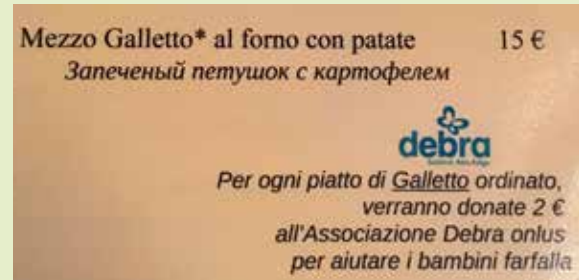 Mezzo Galletto* al forno con patate 15 €
Запеченый петушок с картофелем
debra
Per ogni piatto di Galletto ordinato,
verranno donate 2 €
all'Associazione Debra onlus
per aiutare i bambini farfalla